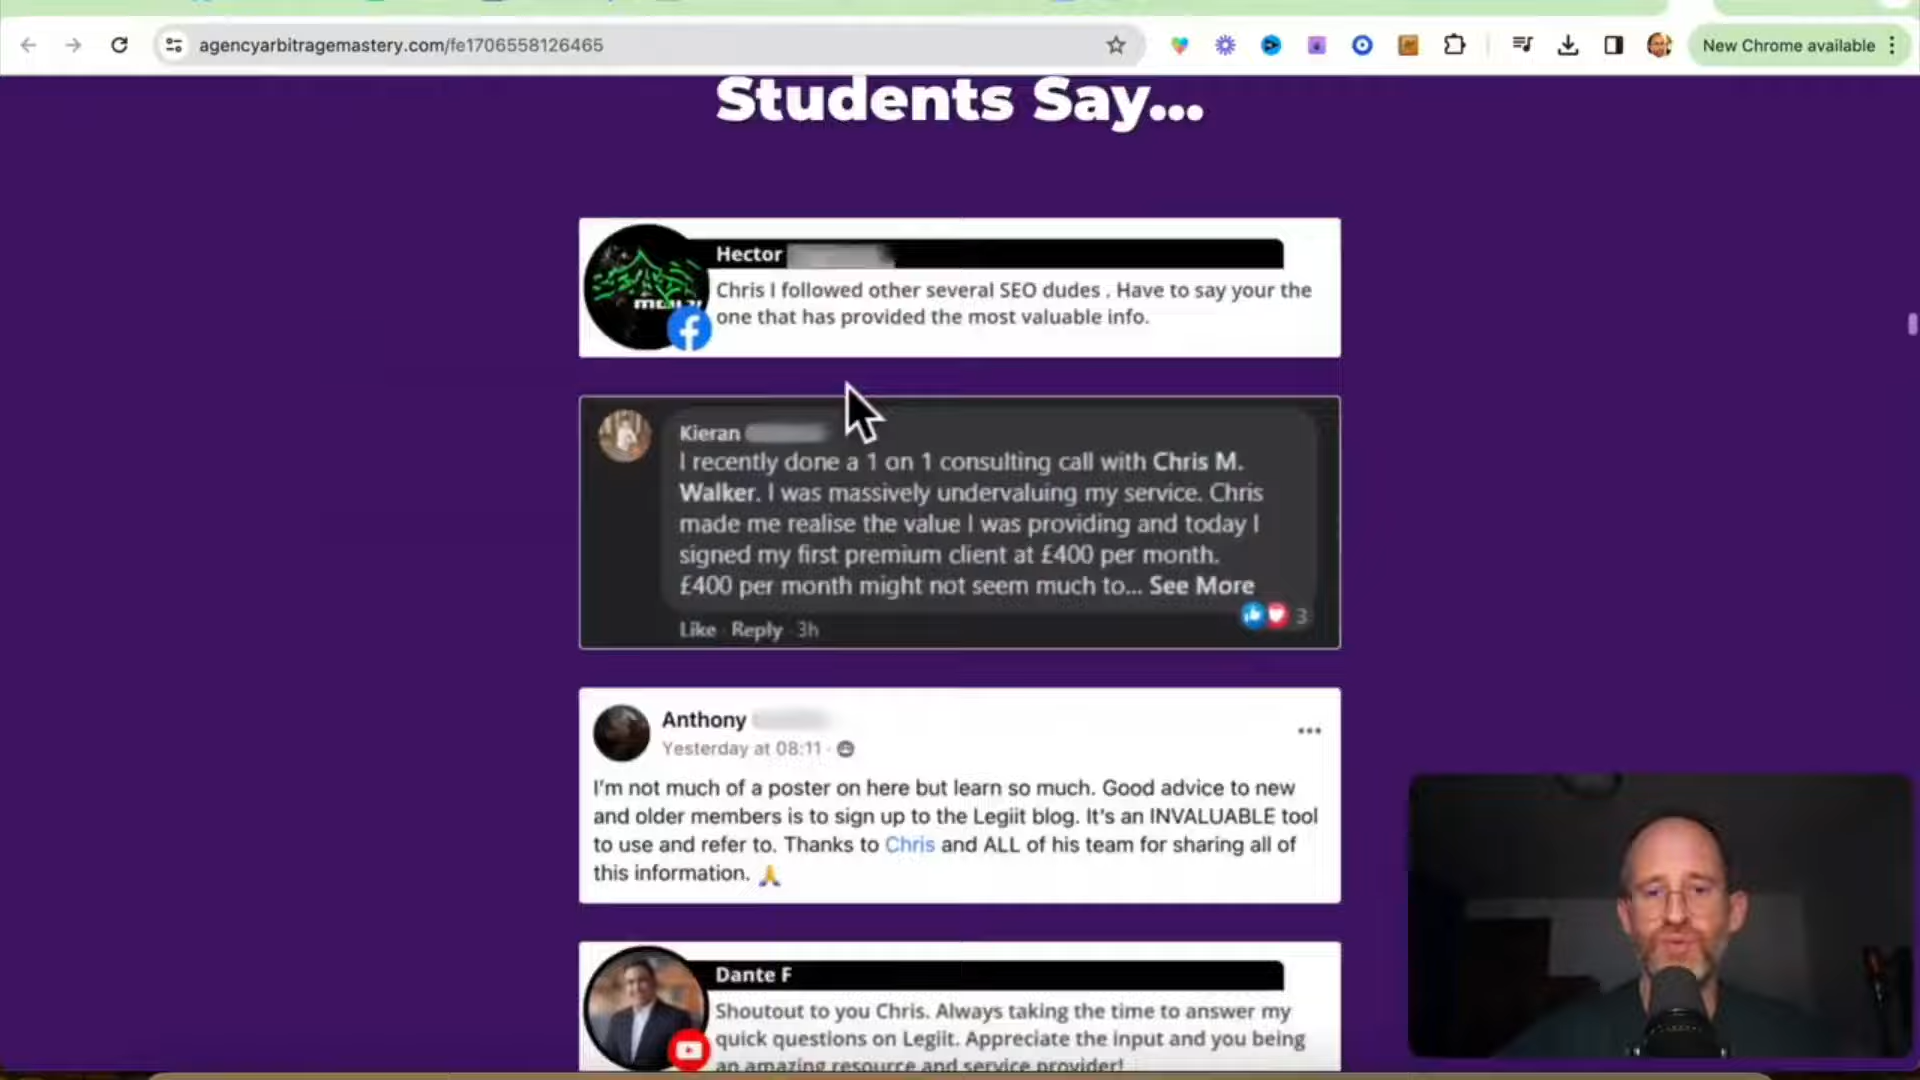 agencyarbitragemastery.com/fe1706558126465
New Chrome available
Students Say...
Hector
Chris I followed other several SEO dudes . Have to say your the
one that has provided the most valuable info.
Kieran
I recently done a 1 on 1 consulting call with Chris M.
Walker. I was massively undervaluing my service. Chris
made me realise the value I was providing and today I
signed my first premium client at £400 per month.
£400 per month might not seem much to... See More
3
Like · Reply · 3h
Anthony
Yesterday at 08:11 ·
I'm not much of a poster on here but learn so much. Good advice to new
and older members is to sign up to the Legiit blog. It's an INVALUABLE tool
to use and refer to. Thanks to Chris and ALL of his team for sharing all of
this information. 🙏
Dante F
Shoutout to you Chris. Always taking the time to answer my
quick questions on Legiit. Appreciate the input and you being
an amazing resource and service provider!